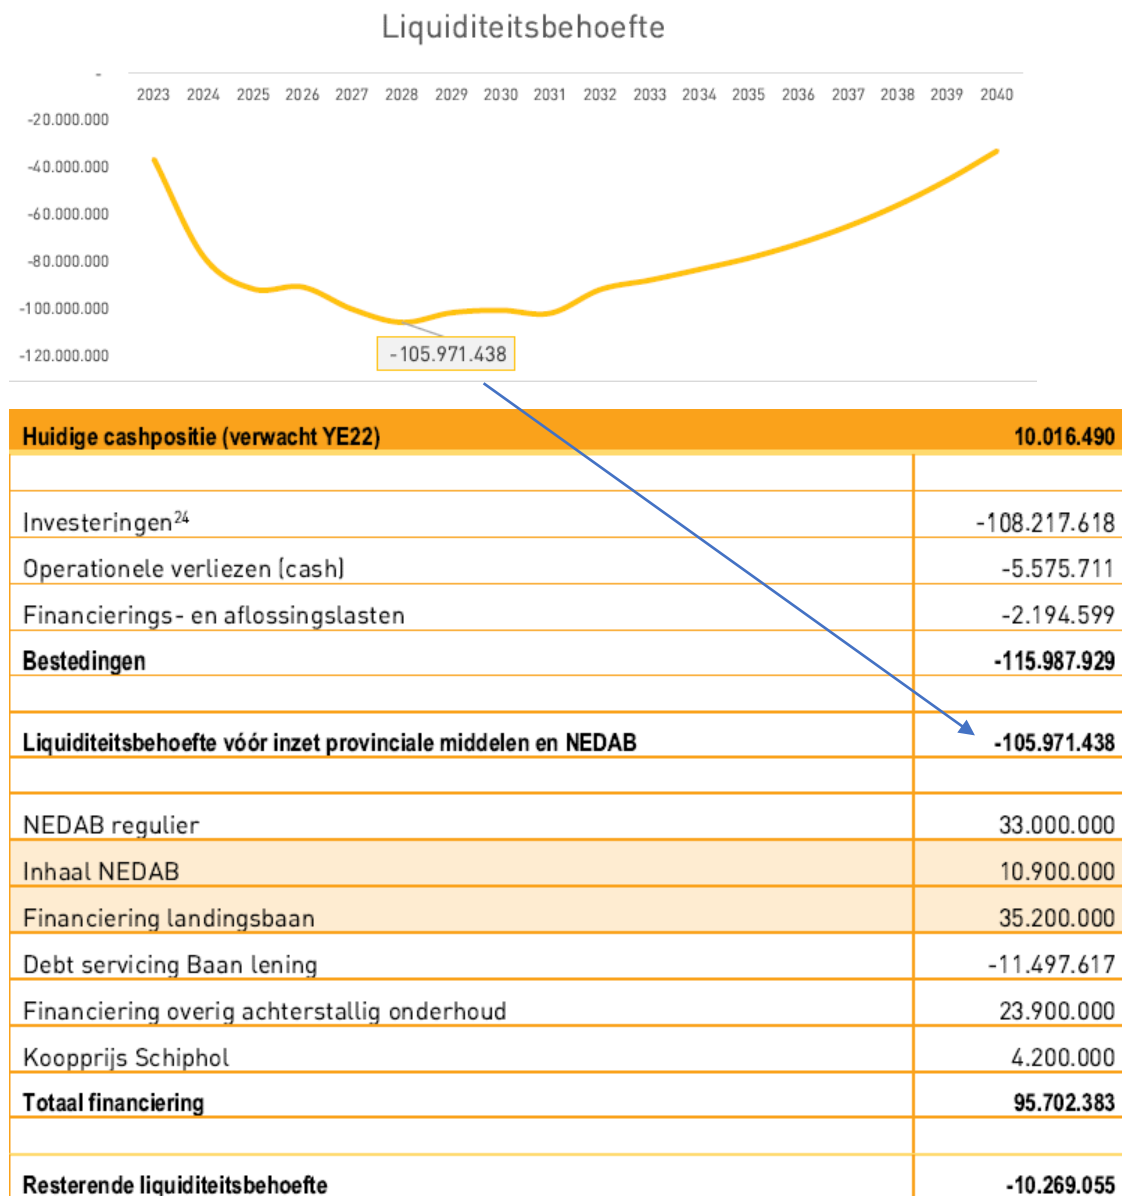 Liquiditeitsbehoefte
-
2023 2024 2025 2026 2027 2028 2029 2030 2031 2032 2033 2034 2035 2036 2037 2038 2039 2040
-20.000.000
-40.000.000
-60.000.000
-80.000.000
-100.000.000
-120.000.000
-105.971.438
Huidige cashpositie (verwacht YE22) 10.016.490
Investeringen²⁴ -108.217.618
Operationele verliezen (cash) -5.575.711
Financierings- en aflossingslasten -2.194.599
Bestedingen -115.987.929
Liquiditeitsbehoefte vóór inzet provinciale middelen en NEDAB -105.971.438
NEDAB regulier 33.000.000
Inhaal NEDAB 10.900.000
Financiering landingsbaan 35.200.000
Debt servicing Baan lening -11.497.617
Financiering overig achterstallig onderhoud 23.900.000
Koopprijs Schiphol 4.200.000
Totaal financiering 95.702.383
Resterende liquiditeitsbehoefte -10.269.055